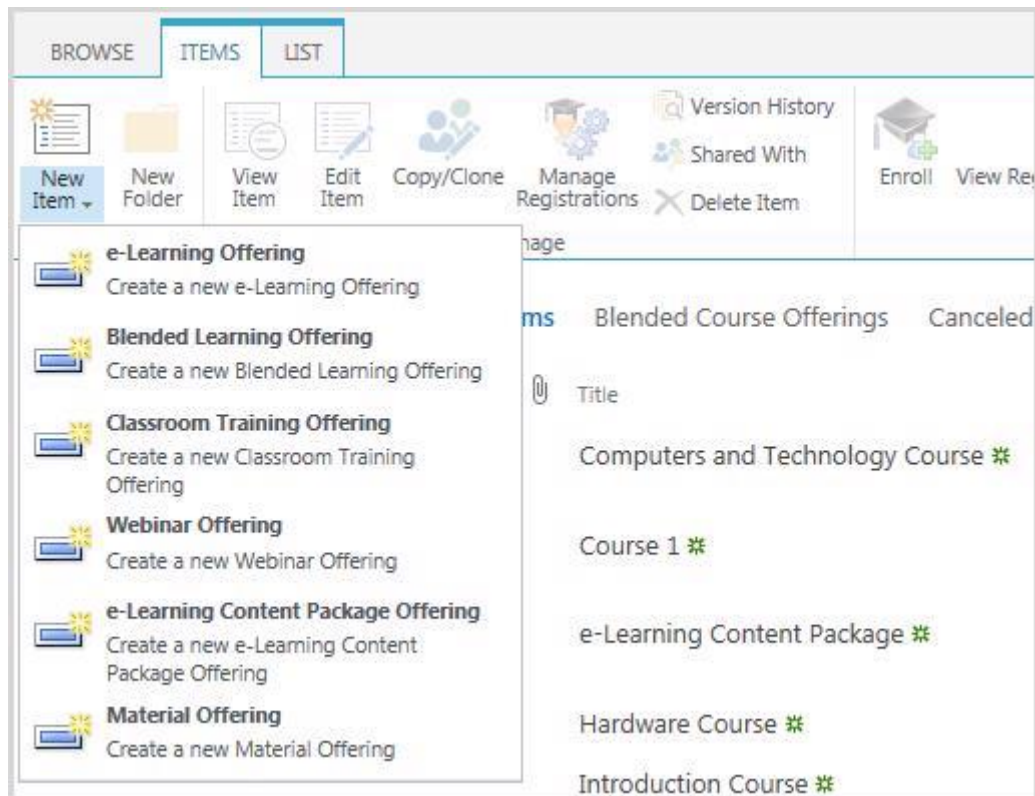 BROWSE ITEMS LIST
New Item
New Folder
View Item
Edit Item
Copy/Clone
Manage Registrations
Version History
Shared With
Delete Item
Enroll
View
e-Learning Offering
Create a new e-Learning Offering
Blended Learning Offering
Create a new Blended Learning Offering
Classroom Training Offering
Create a new Classroom Training
Offering
Webinar Offering
Create a new Webinar Offering
e-Learning Content Package Offering
Create a new e-Learning Content
Package Offering
Material Offering
Create a new Material Offering
Blended Course Offerings Canceled
Title
Computers and Technology Course
Course 1
e-Learning Content Package
Hardware Course
Introduction Course